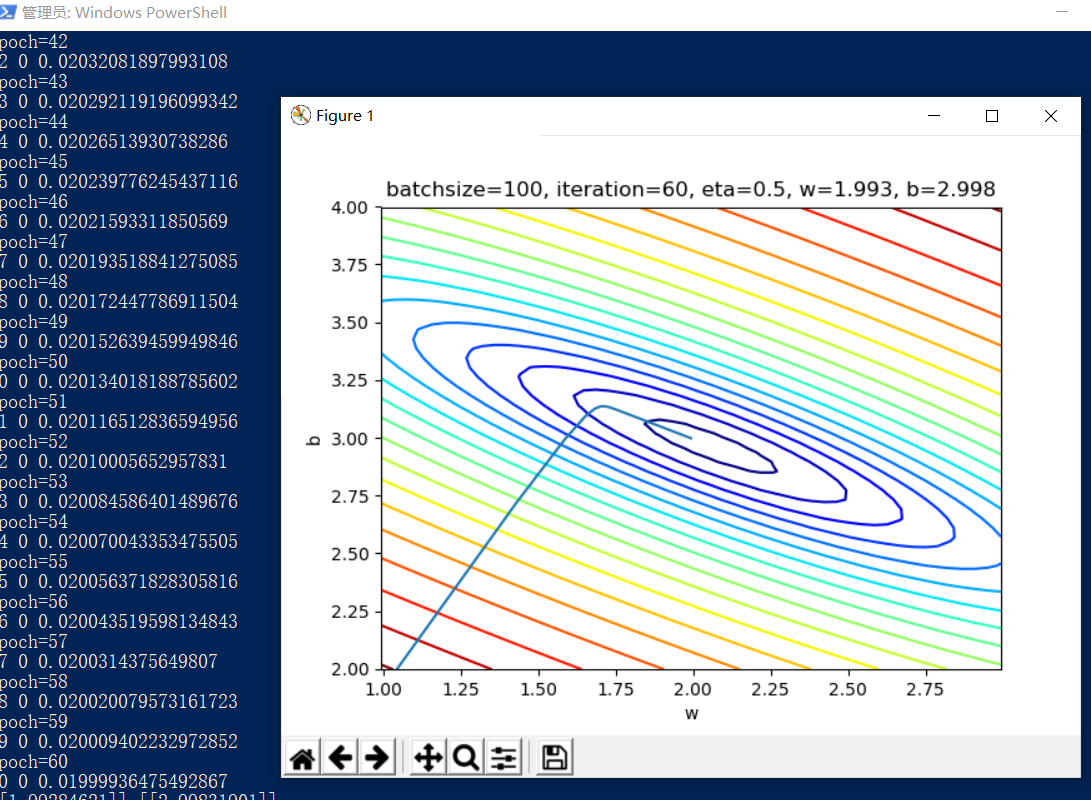 管理员: Windows PowerShell
poch=42
2 0 0.02032081897993108
poch=43
3 0 0.020292119196099342
poch=44
4 0 0.02026513930738286
poch=45
5 0 0.020239776245437116
poch=46
6 0 0.02021593311850569
poch=47
7 0 0.020193518841275085
poch=48
8 0 0.020172447786911504
poch=49
9 0 0.020152639459949846
poch=50
0 0 0.020134018188785602
poch=51
1 0 0.020116512836594956
poch=52
2 0 0.02010005652957831
poch=53
3 0 0.020084586401489676
poch=54
4 0 0.020070043353475505
poch=55
5 0 0.020056371828305816
poch=56
6 0 0.020043519598134843
poch=57
7 0 0.0200314375649807
poch=58
8 0 0.020020079573161723
poch=59
9 0 0.020009402232972852
poch=60
0 0 0.01999936475492867
Figure 1
batchsize=100, iteration=60, eta=0.5, w=1.993, b=2.998
4.00
3.75
3.50
3.25
3.00
2.75
2.50
2.25
2.00
b
1.00 1.25 1.50 1.75 2.00 2.25 2.50 2.75
w